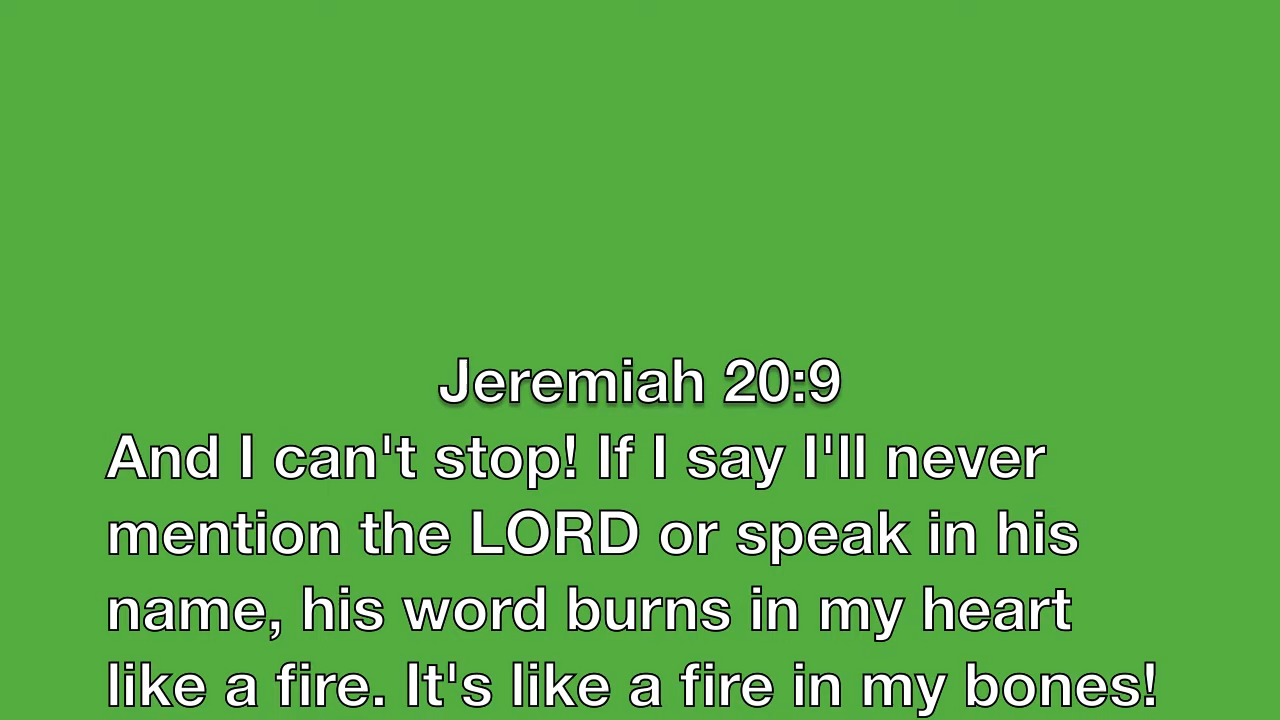 Jeremiah 20:9
And I can't stop! If I say I'll never
mention the LORD or speak in his
name, his word burns in my heart
like a fire. It's like a fire in my bones!